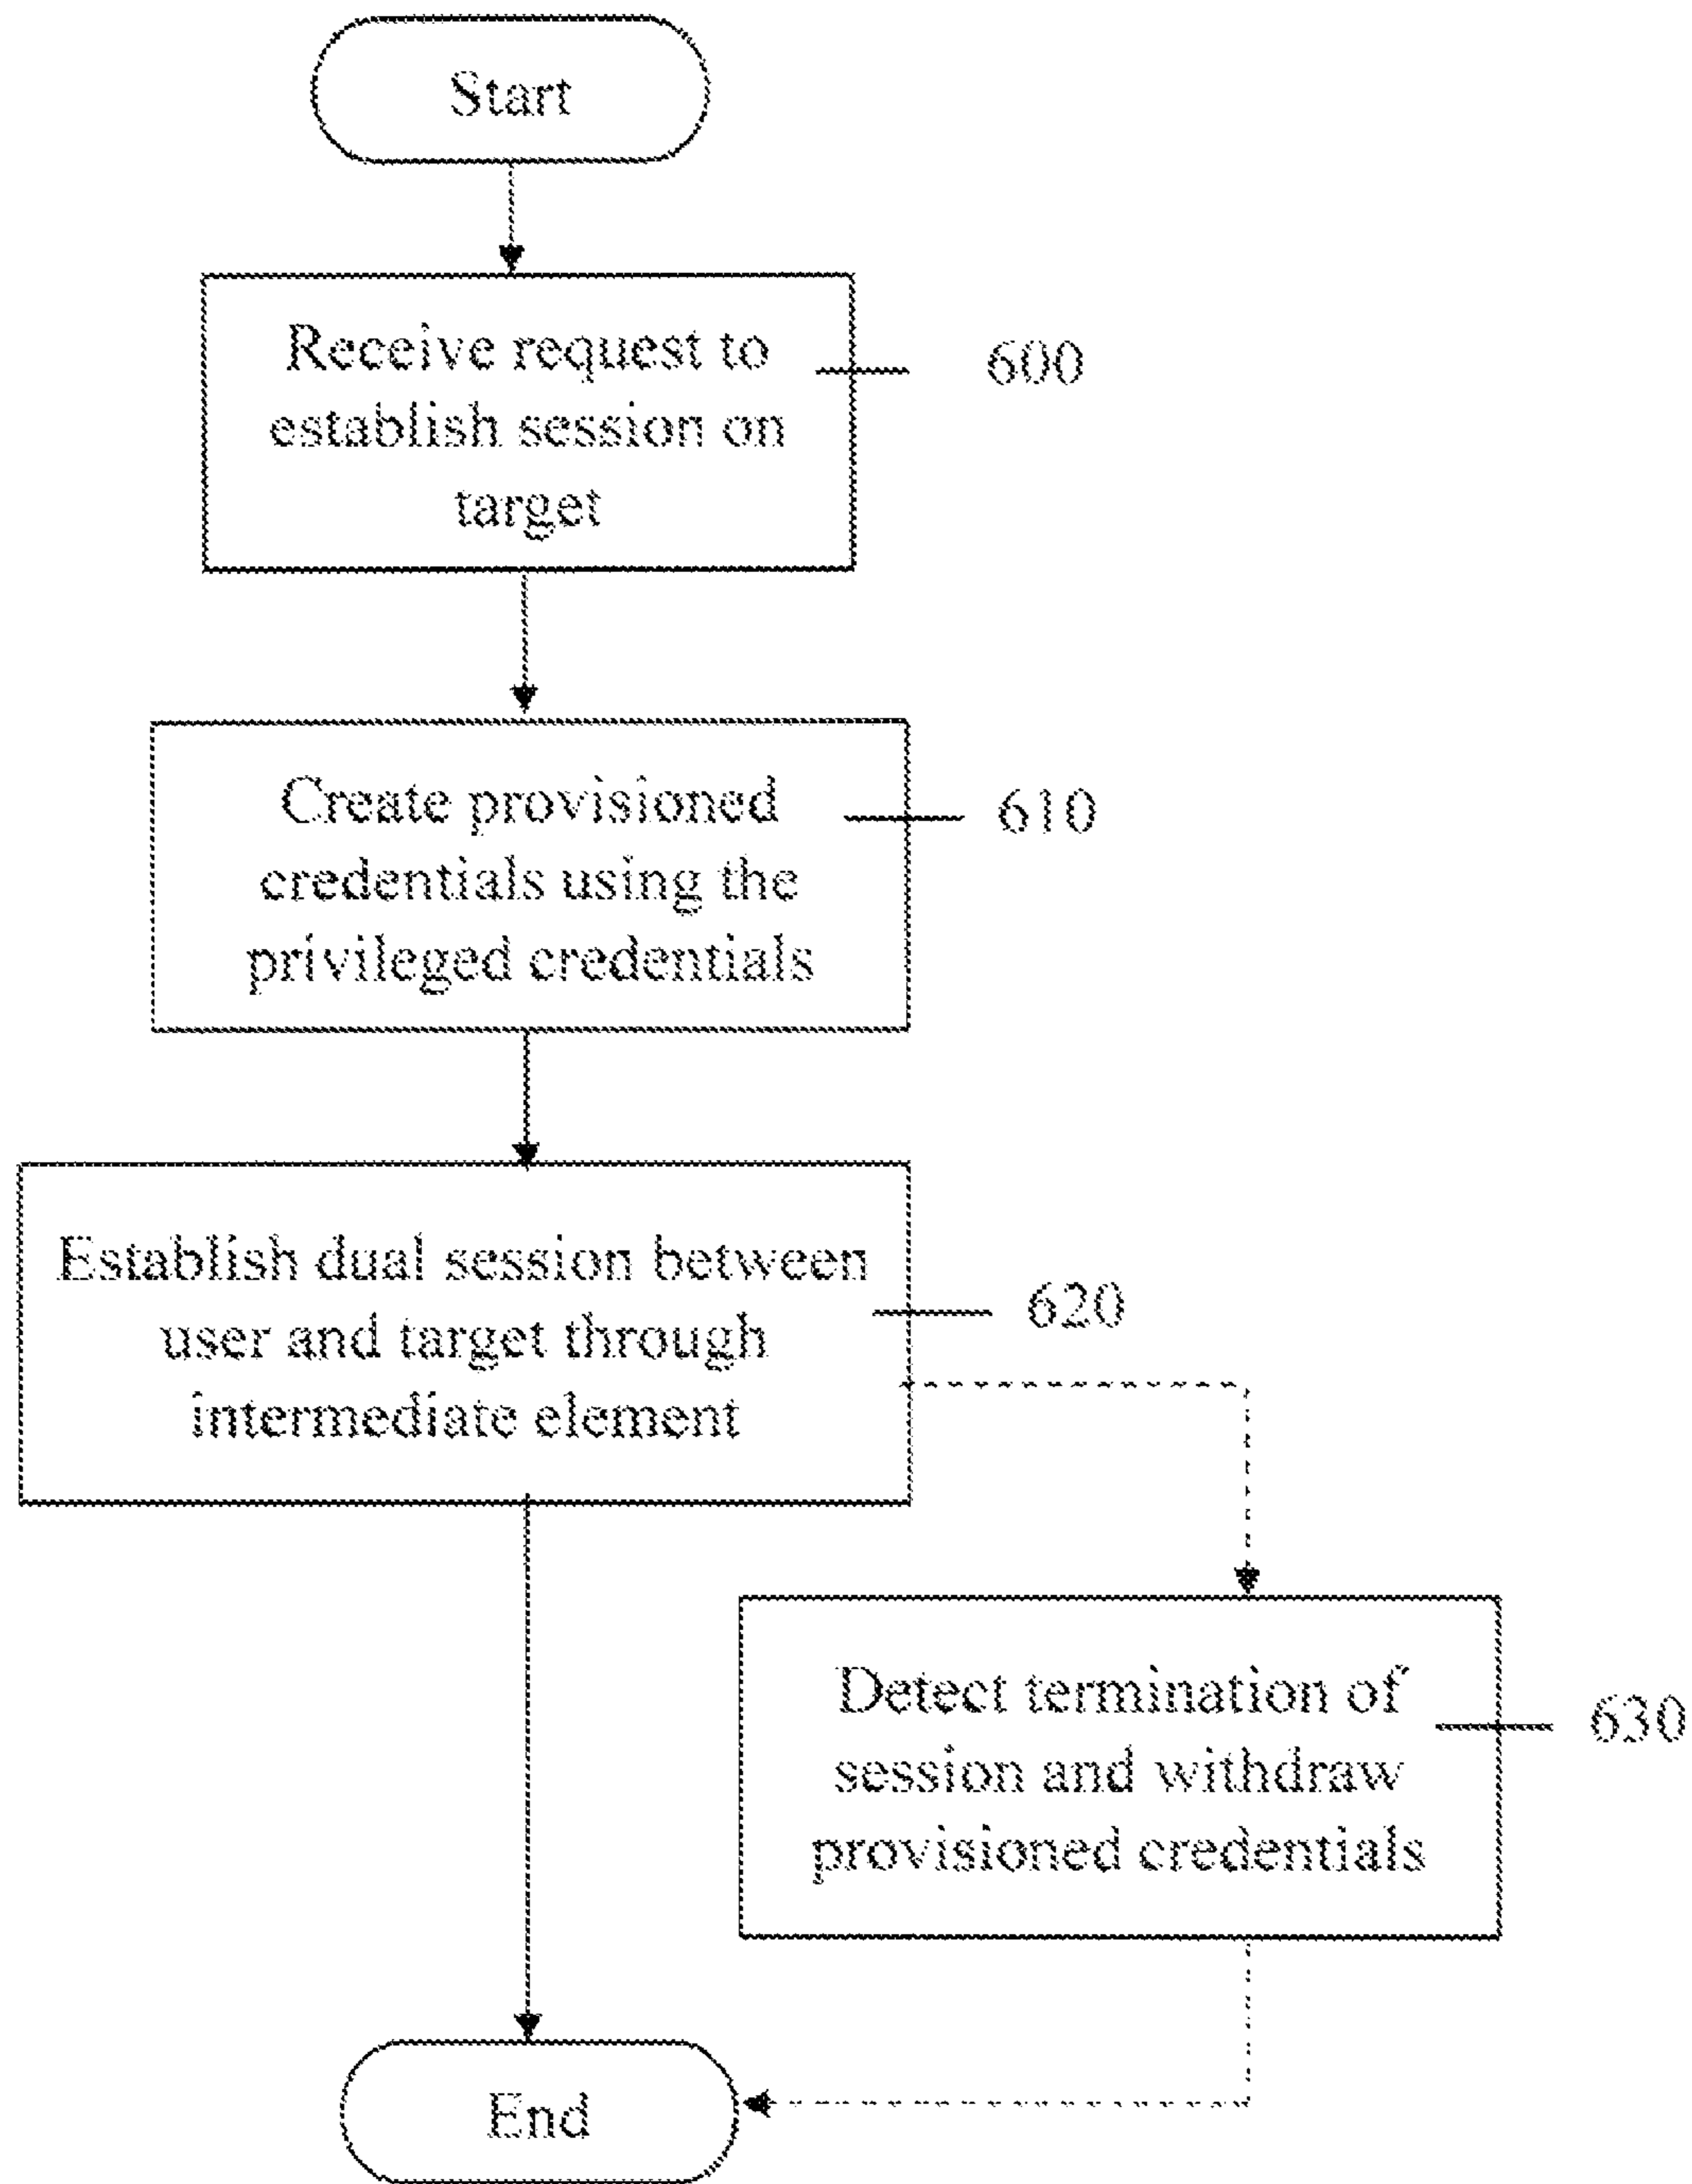 Start
Receive request to
establish session on
target
600
Create provisioned
credentials using the
privileged credentials
610
Establish dual session between
user and target through
intermediate element
620
Detect termination of
session and withdraw
provisioned credentials
630
End